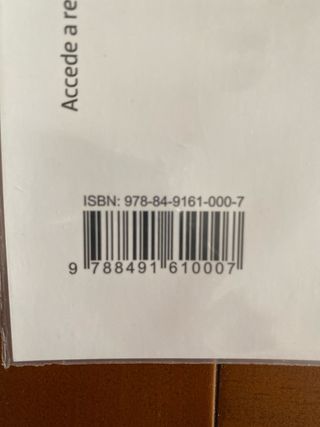 Accede a re
ISBN: 978-84-9161-000-7
9 788491 610007